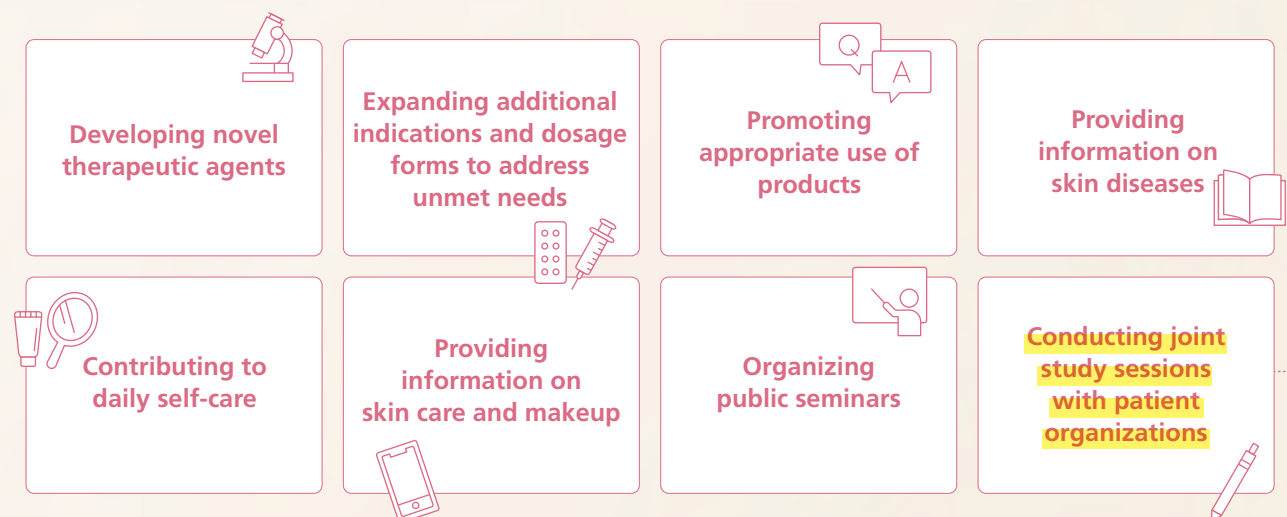 Developing novel
therapeutic agents
Expanding additional
indications and dosage
forms to address
unmet needs
Q
A
Promoting
appropriate use of
products
Providing
information on
skin diseases
Contributing to
daily self-care
Providing
information on
skin care and makeup
Organizing
public seminars
Conducting joint
study sessions
with patient
organizations